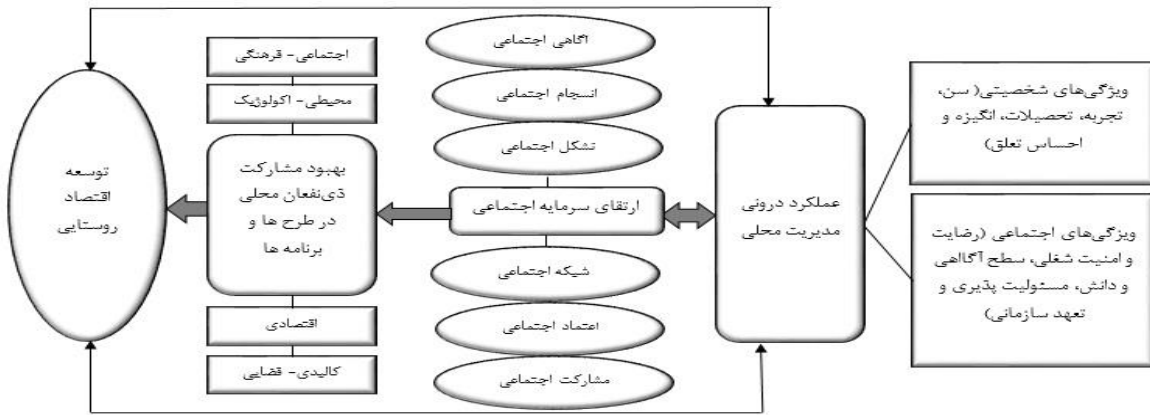 ویژگی‌های شخصیتی( سن،
تجربه، تحصیلات، انگیزه و
احساس تعلق)
ویژگی‌های اجتماعی (رضایت
و امنیت شغلی، سطح آگااهی
و دانش، مسئولیت پذیری و
تعهد سازمانی)
عملکرد درونی
مدیریت محلی
آگاهی اجتماعی
انسجام اجتماعی
تشکل اجتماعی
ارتقای سرمایه اجتماعی
شبکه اجتماعی
اعتماد اجتماعی
مشارکت اجتماعی
اجتماعی- فرهنگی
محیطی- اکولوژیک
بهبود مشارکت
ذی‌نفعان محلی
در طرح ها و
برنامه ها
اقتصادی
کالبدی- فضایی
توسعه
اقتصاد
روستایی